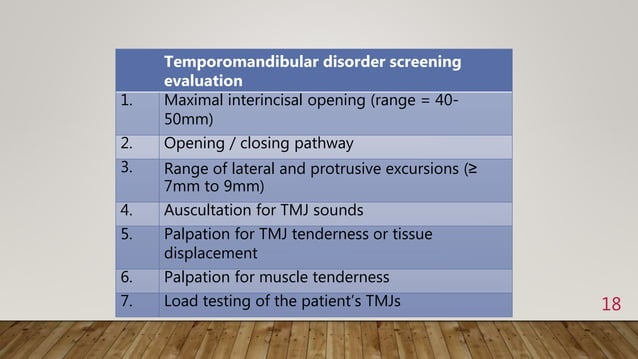 Temporomandibular disorder screening
evaluation
1. Maximal interincisal opening (range = 40-
50mm)
2. Opening / closing pathway
3. Range of lateral and protrusive excursions (≥
7mm to 9mm)
4. Auscultation for TMJ sounds
5. Palpation for TMJ tenderness or tissue
displacement
6. Palpation for muscle tenderness
7. Load testing of the patient's TMJs
18